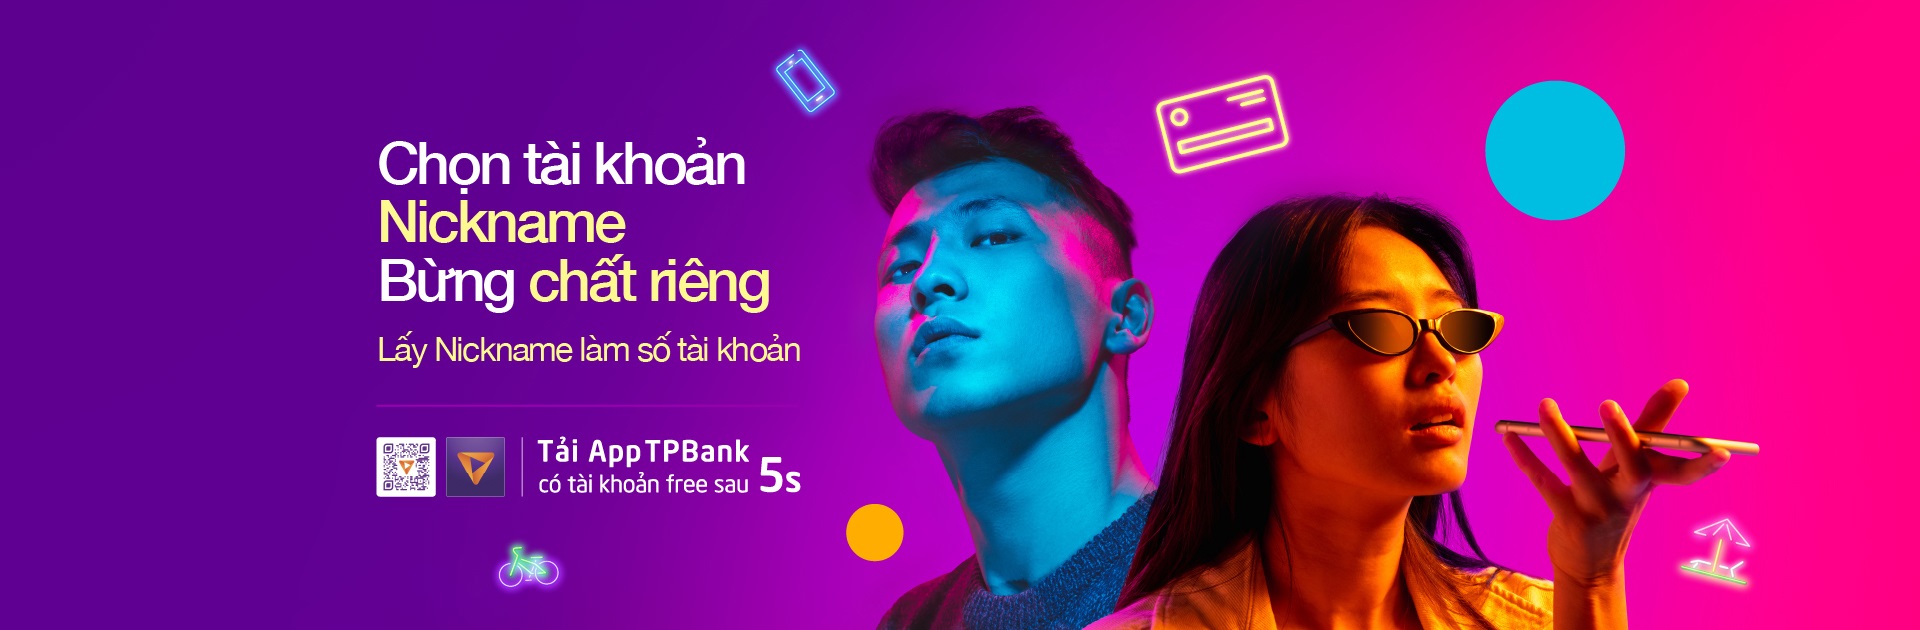 Chọn tài khoản
Nickname
Bừng chất riêng
Lấy Nickname làm số tài khoản
Tải App TPBank
có tài khoản free sau 5s